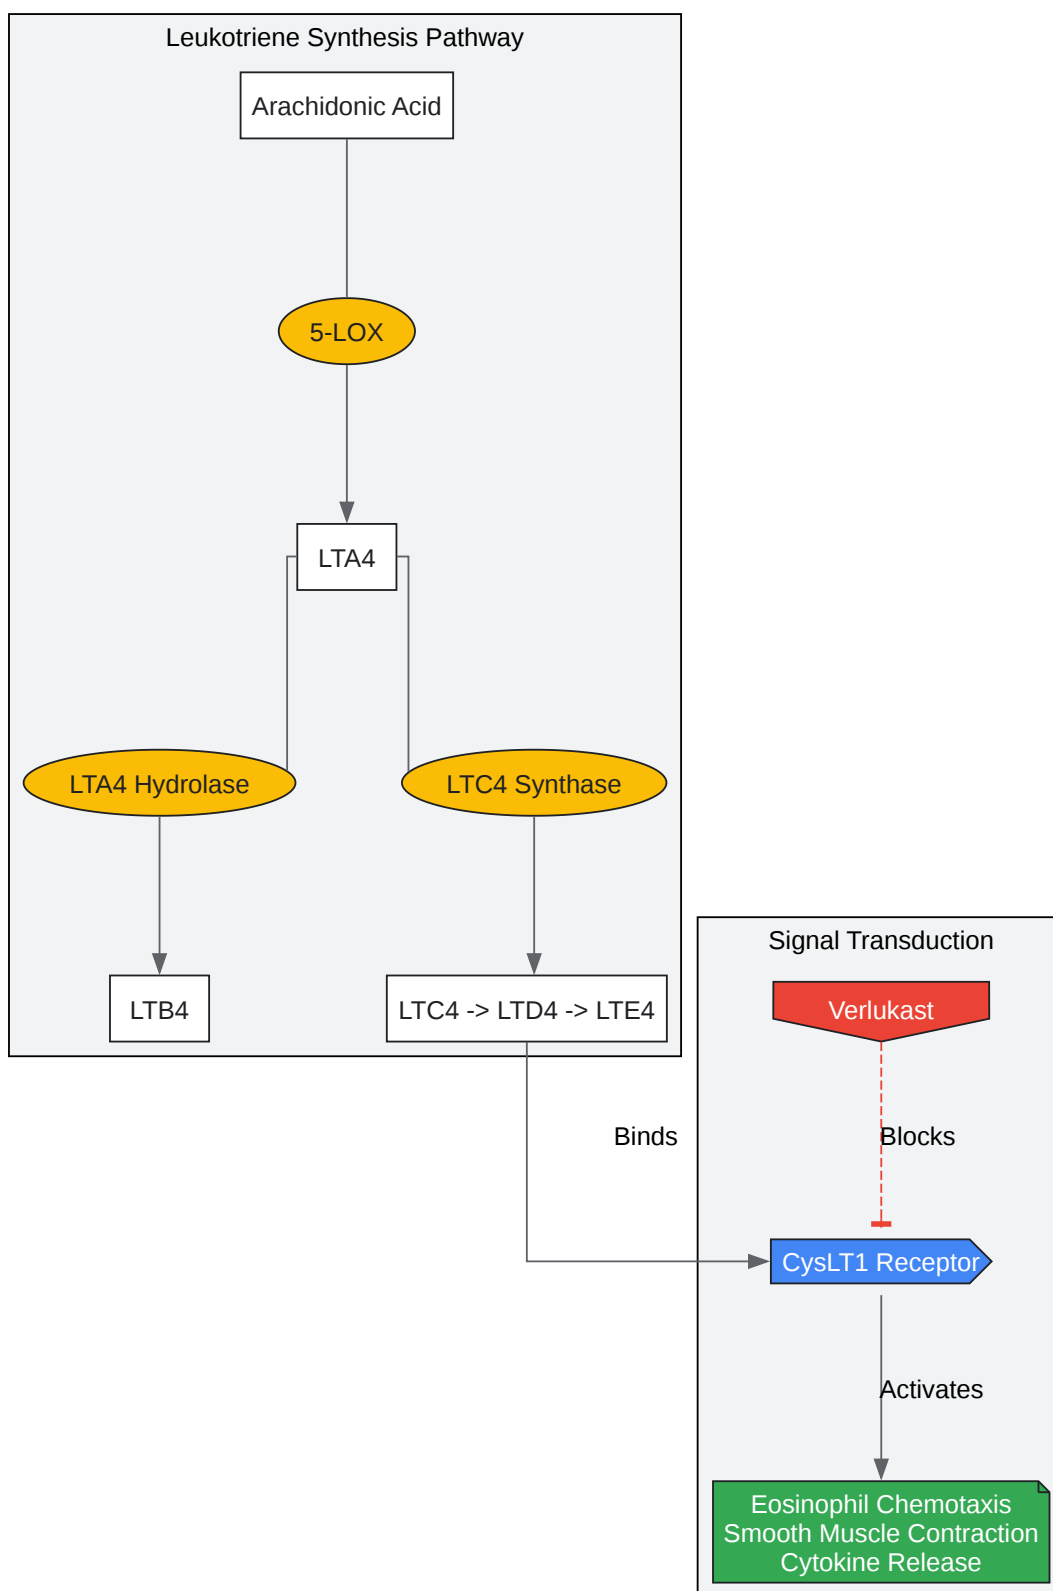 Leukotriene Synthesis Pathway
Arachidonic Acid
5-LOX
LTA4
LTA4 Hydrolase
LTC4 Synthase
LTB4
LTC4 -> LTD4 -> LTE4
Signal Transduction
Verlukast
Binds
Blocks
CysLT1 Receptor
Activates
Eosinophil Chemotaxis
Smooth Muscle Contraction
Cytokine Release